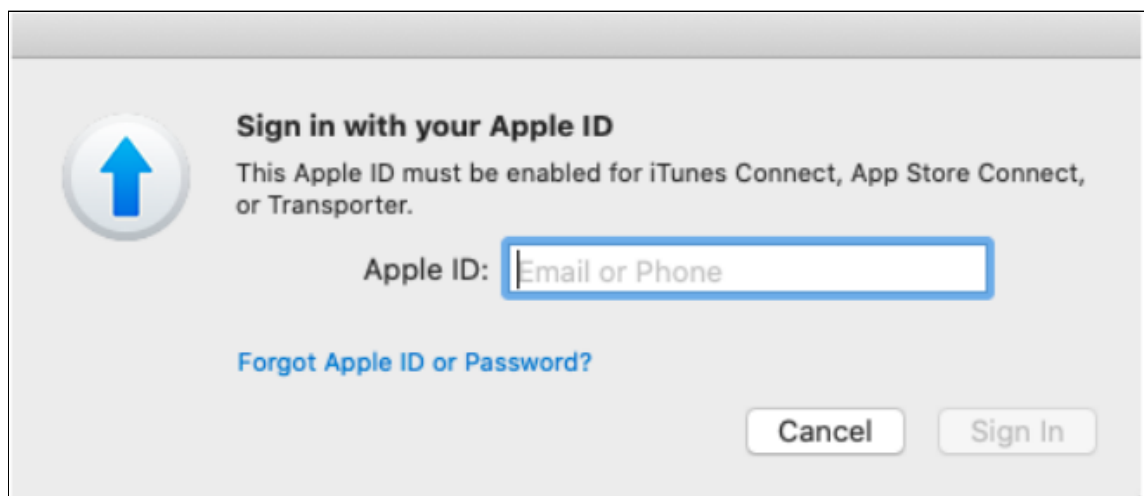 Sign in with your Apple ID
This Apple ID must be enabled for iTunes Connect, App Store Connect,
or Transporter.
Apple ID: Email or Phone
Forgot Apple ID or Password?
Cancel Sign In